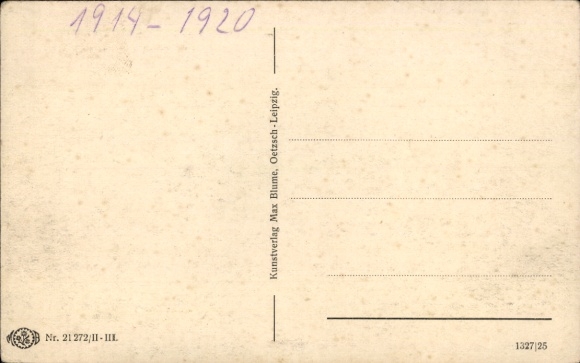 1914 - 1920
Kunstverlag Max Blume, Oetzsch-Leipzig.
Nr. 21272/II-III.
1327|25